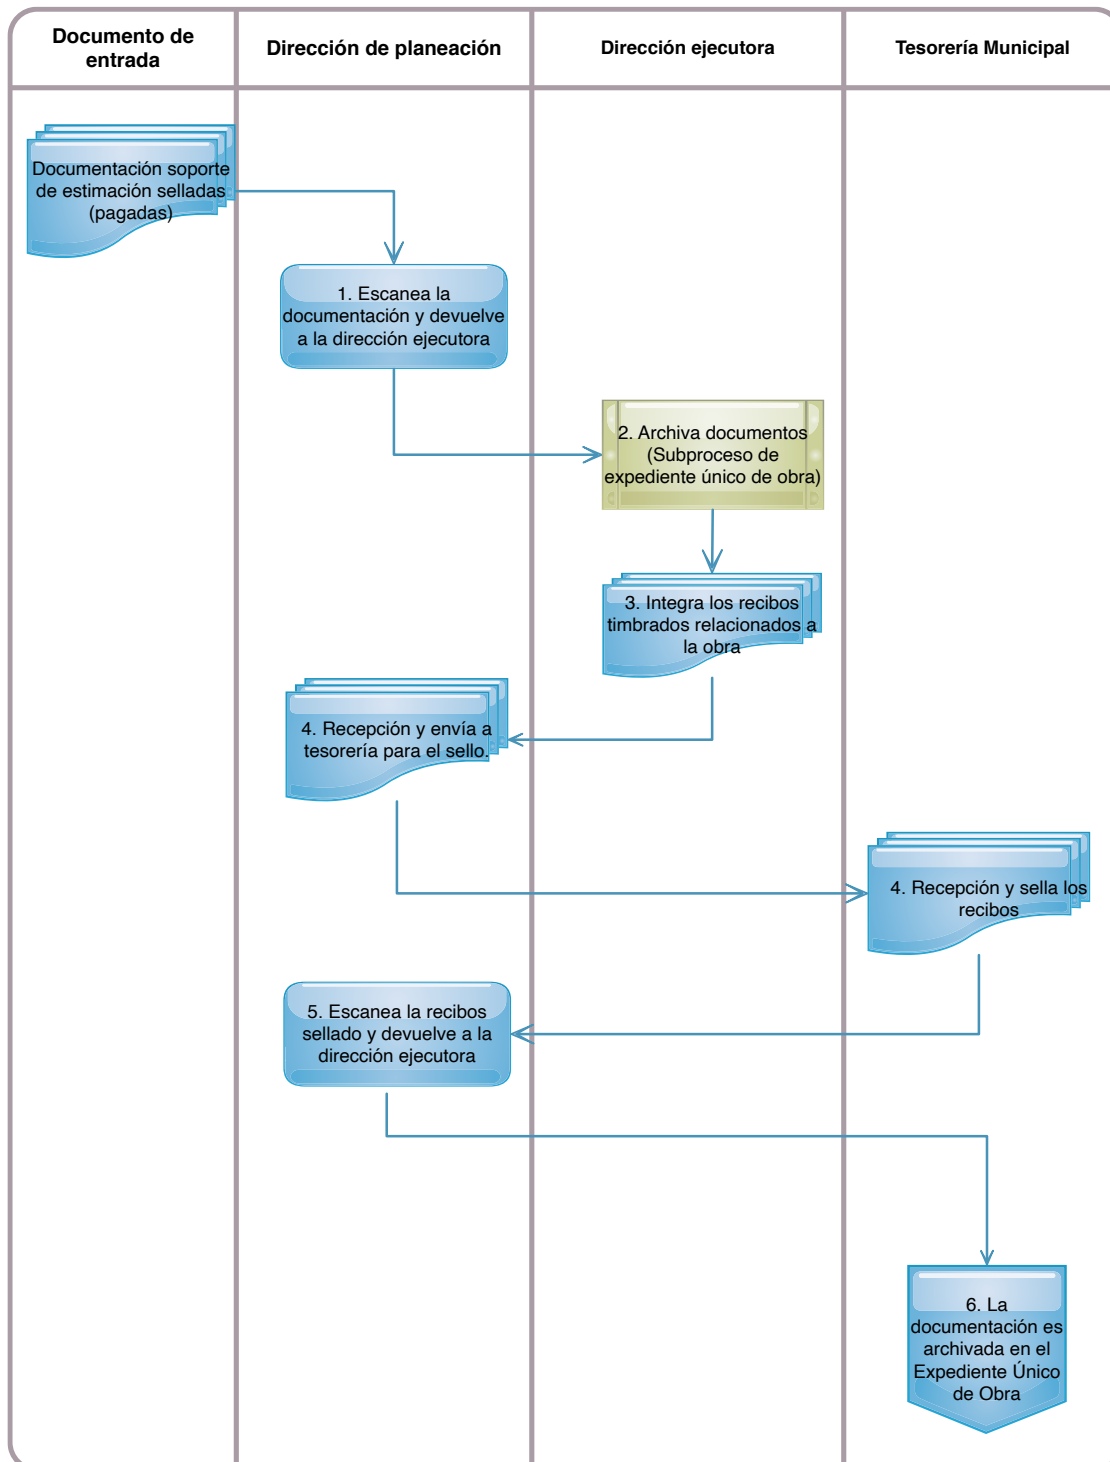 Documento de
entrada
Dirección de planeación
Dirección ejecutora
Tesorería Municipal
Documentación soporte
de estimación selladas
(pagadas)
1. Escanea la
documentación y devuelve
a la dirección ejecutora
2. Archiva documentos
(Subproceso de
expediente único de obra)
3. Integra los recibos
timbrados relacionados a
la obra
4. Recepción y envía a
tesorería para el sello.
4. Recepción y sella los
recibos
5. Escanea la recibos
sellado y devuelve a la
dirección ejecutora
6. La
documentación es
archivada en el
Expediente Único
de Obra